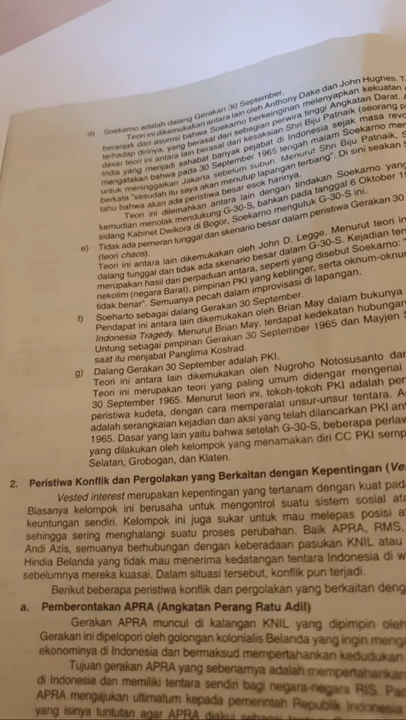 d) Soekarno adalah dalang Gerakan 30 September.
Teori ini dikemukakan antara lain oleh Anthony Dake dan John Hughes. T
beranjak dari asumsi bahwa Soekarno berkeinginan melenyapkan kekuatan
terhadap dirinya, yang berasal dari sebagian perwira tinggi Angkatan Darat.
dasar teori ini antara lain berasal dari kesaksian Shri Biju Patnaik (seorang p
India yang menjadi sahabat banyak pejabat di Indonesia sejak masa revo
mengatakan bahwa pada 30 September 1965 tengah malam Soekarno mem
untuk meninggalkan Jakarta sebelum subuh. Menurut Shri Biju Patnaik, S
berkata "sesudah itu saya akan menutup lapangan terbang". Di sini seakan
tahu bahwa akan ada peristiwa besar esok harinya.
Teori ini dilemahkan antara lain dengan tindakan Soekarno yang
kemudian menolak mendukung G-30-S, bahkan pada tanggal 6 Oktober 1
sidang Kabinet Dwikora di Bogor, Soekarno mengutuk G-30-S ini.
e) Tidak ada pemeran tunggal dan skenario besar dalam peristiwa Gerakan 30
(teori chaos).
Teori ini antara lain dikemukakan oleh John D. Legge. Menurut teori in
dalang tunggal dan tidak ada skenario besar dalam G-30-S. Kejadian ter
merupakan hasil dari perpaduan antara, seperti yang disebut Soekarno: "
nekolim (negara Barat), pimpinan PKI yang keblinger, serta oknum-oknum
tidak benar". Semuanya pecah dalam improvisasi di lapangan.
f) Soeharto sebagai dalang Gerakan 30 September.
Pendapat ini antara lain dikemukakan oleh Brian May dalam bukunya
Indonesia Tragedy. Menurut Brian May, terdapat kedekatan hubungan
Untung sebagai pimpinan Gerakan 30 September 1965 dan Mayjen S
saat itu menjabat Panglima Kostrad.
g) Dalang Gerakan 30 September adalah PKI.
Teori ini antara lain dikemukakan oleh Nugroho Notosusanto dan
Teori ini merupakan teori yang paling umum didengar mengenai
30 September 1965. Menurut teori ini, tokoh-tokoh PKI adalah pen
peristiwa kudeta, dengan cara memperalat unsur-unsur tentara. A
adalah serangkaian kejadian dan aksi yang telah dilancarkan PKI ant
1965. Dasar yang lain yaitu bahwa setelah G-30-S, beberapa perlaw
yang dilakukan oleh kelompok yang menamakan diri CC PKI semp
Selatan, Grobogan, dan Klaten.
2. Peristiwa Konflik dan Pergolakan yang Berkaitan dengan Kepentingan (Ve
Vested interest merupakan kepentingan yang tertanam dengan kuat pad
Biasanya kelompok ini berusaha untuk mengontrol suatu sistem sosial ata
keuntungan sendiri. Kelompok ini juga sukar untuk mau melepas posisi a
sehingga sering menghalangi suatu proses perubahan. Baik APRA, RMS,
Andi Azis, semuanya berhubungan dengan keberadaan pasukan KNIL atau
Hindia Belanda yang tidak mau menerima kedatangan tentara Indonesia di w
sebelumnya mereka kuasai. Dalam situasi tersebut, konflik pun terjadi.
Berikut beberapa peristiwa konflik dan pergolakan yang berkaitan deng
a. Pemberontakan APRA (Angkatan Perang Ratu Adil)
Gerakan APRA muncul di kalangan KNIL yang dipimpin oleh
Gerakan ini dipelopori oleh golongan kolonialis Belanda yang ingin meng
ekonominya di Indonesia dan bermaksud mempertahankan kedudukan
Tujuan gerakan APRA yang sebenarnya adalah mempertahankan
di Indonesia dan memiliki tentara sendiri bagi negara-negara RIS. Pad
APRA mengajukan ultimatum kepada pemerintah Republik Indonesia
yang isinya tuntutan agar APRA diakui